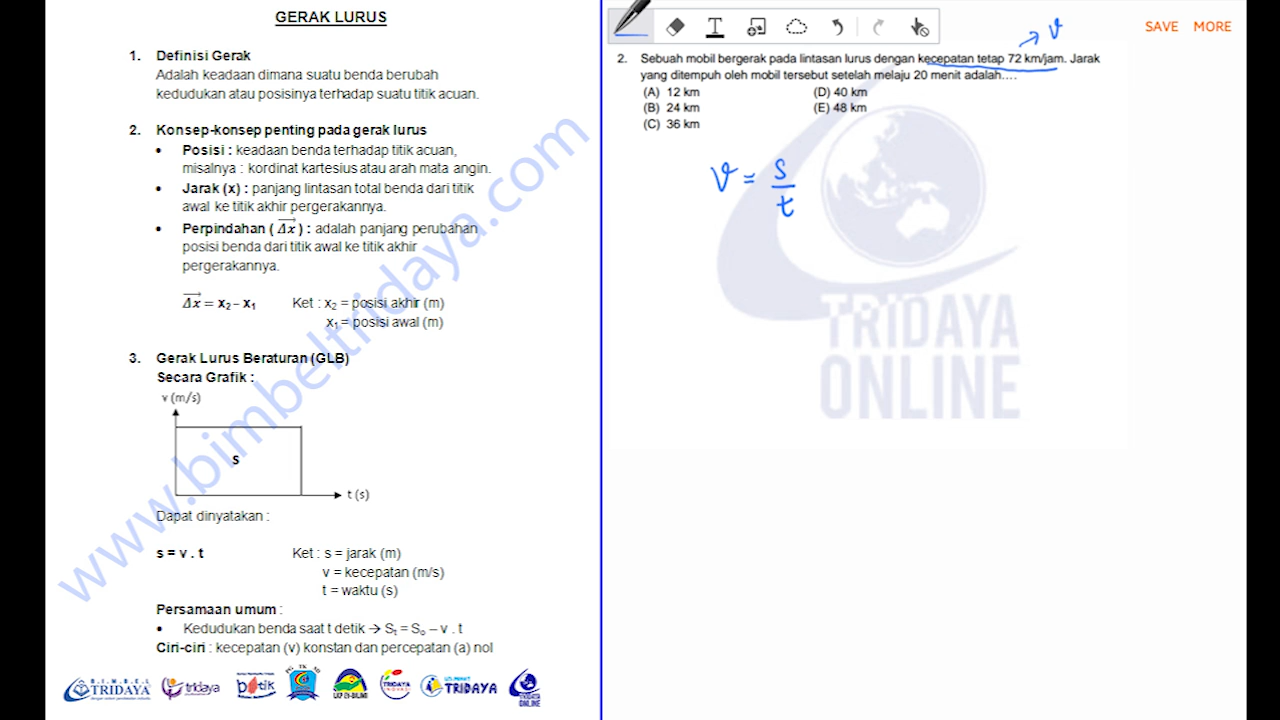 GERAK LURUS
1. Definisi Gerak
Adalah keadaan dimana suatu benda berubah
kedudukan atau posisinya terhadap suatu titik acuan.
2. Konsep-konsep penting pada gerak lurus
• Posisi : keadaan benda terhadap titik acuan,
misalnya : kordinat kartesius atau arah mata angin.
• Jarak (x) : panjang lintasan total benda dari titik
awal ke titik akhir pergerakannya.
• Perpindahan ( Δx ) : adalah panjang perubahan
posisi benda dari titik awal ke titik akhir
pergerakannya.
Δx = x₂ – x₁ Ket : x₂ = posisi akhir (m)
x₁ = posisi awal (m)
3. Gerak Lurus Beraturan (GLB)
Secara Grafik :
v (m/s)
s
t (s)
Dapat dinyatakan :
s = v . t Ket : s = jarak (m)
v = kecepatan (m/s)
t = waktu (s)
Persamaan umum :
• Kedudukan benda saat t detik → Sₜ = Sₒ – v . t
Ciri-ciri : kecepatan (v) konstan dan percepatan (a) nol
www.bimbeltridaya.com
BIMBEL
TRIDAYA
tridaya
TRIDAYA
TRIDAYA
TRIDAYA
ONLINE
T
SAVE MORE
→ v
2. Sebuah mobil bergerak pada lintasan lurus dengan kecepatan tetap 72 km/jam. Jarak
yang ditempuh oleh mobil tersebut setelah melaju 20 menit adalah....
(A) 12 km (D) 40 km
(B) 24 km (E) 48 km
(C) 36 km
v = s
t
TRIDAYA
ONLINE